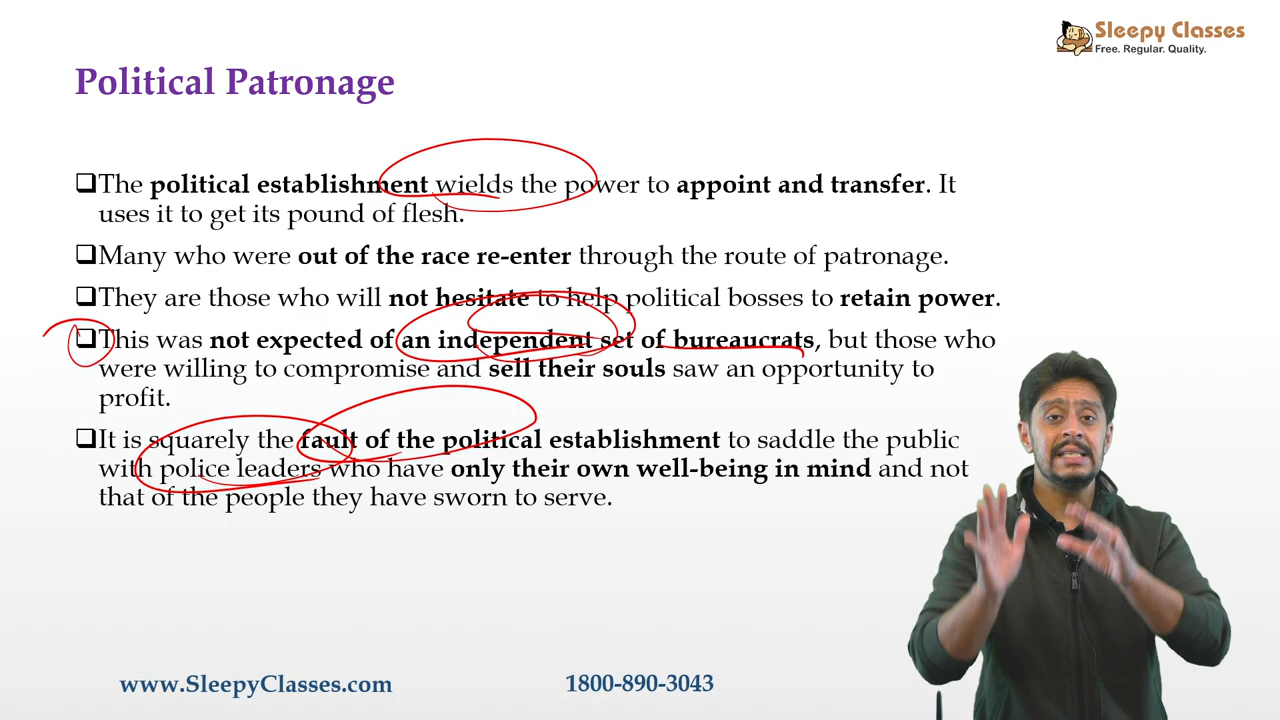 Sleepy Classes
Free. Regular. Quality.
Political Patronage
❑The political establishment wields the power to appoint and transfer. It
uses it to get its pound of flesh.
❑Many who were out of the race re-enter through the route of patronage.
❑They are those who will not hesitate to help political bosses to retain power.
❑This was not expected of an independent set of bureaucrats, but those who
were willing to compromise and sell their souls saw an opportunity to
profit.
❑It is squarely the fault of the political establishment to saddle the public
with police leaders who have only their own well-being in mind and not
that of the people they have sworn to serve.
www.SleepyClasses.com
1800-890-3043